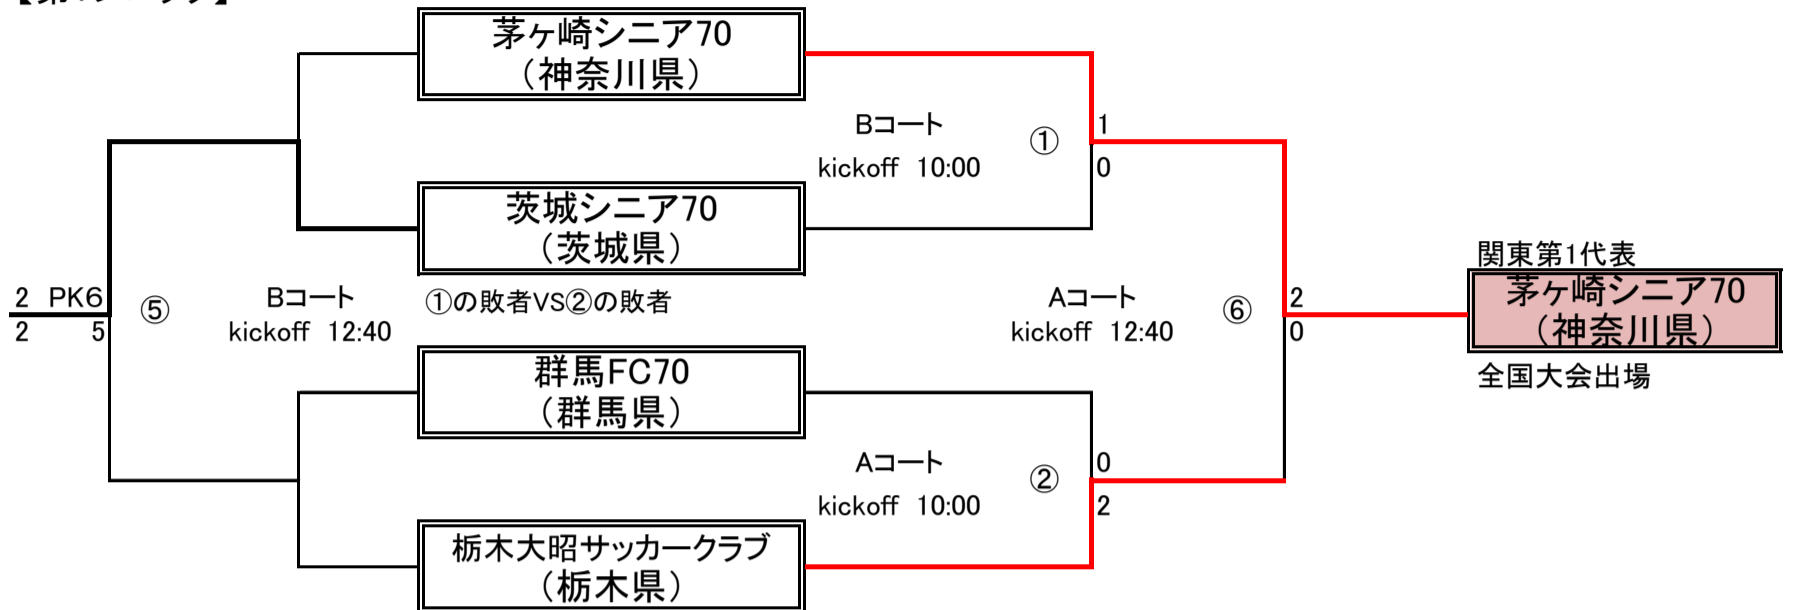 茅ヶ崎シニア70
（神奈川県）
Bコート
①
1
kickoff 10:00
0
茨城シニア70
（茨城県）
関東第1代表
2 PK6
⑤
Bコート
①の敗者VS②の敗者
Aコート
⑥
2
茅ヶ崎シニア70
2 5
kickoff 12:40
kickoff 12:40
0
（神奈川県）
群馬FC70
（群馬県）
全国大会出場
Aコート
②
0
kickoff 10:00
2
栃木大昭サッカークラブ
（栃木県）